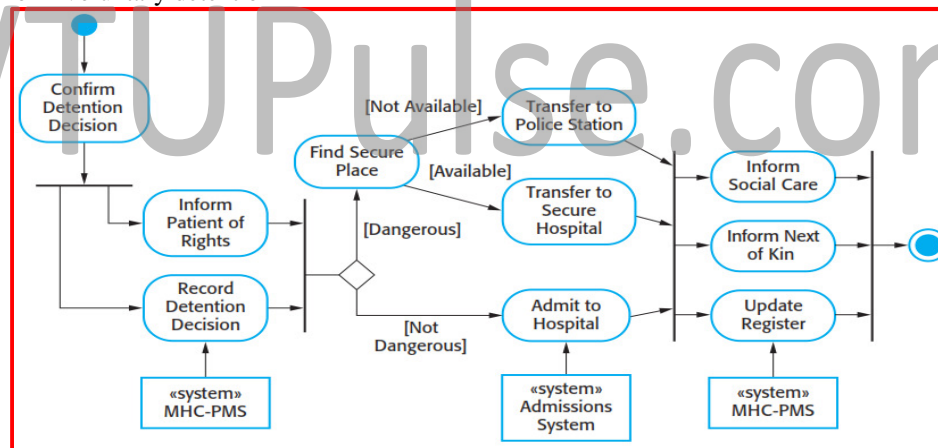 VTUPulse.com
Confirm
Detention
Decision
Inform
Patient of
Rights
Record
Detention
Decision
«system»
MHC-PMS
Find Secure
Place
[Dangerous]
[Not
Dangerous]
[Not Available]
[Available]
Transfer to
Police Station
Transfer to
Secure
Hospital
Admit to
Hospital
«system»
Admissions
System
Inform
Social Care
Inform Next
of Kin
Update
Register
«system»
MHC-PMS